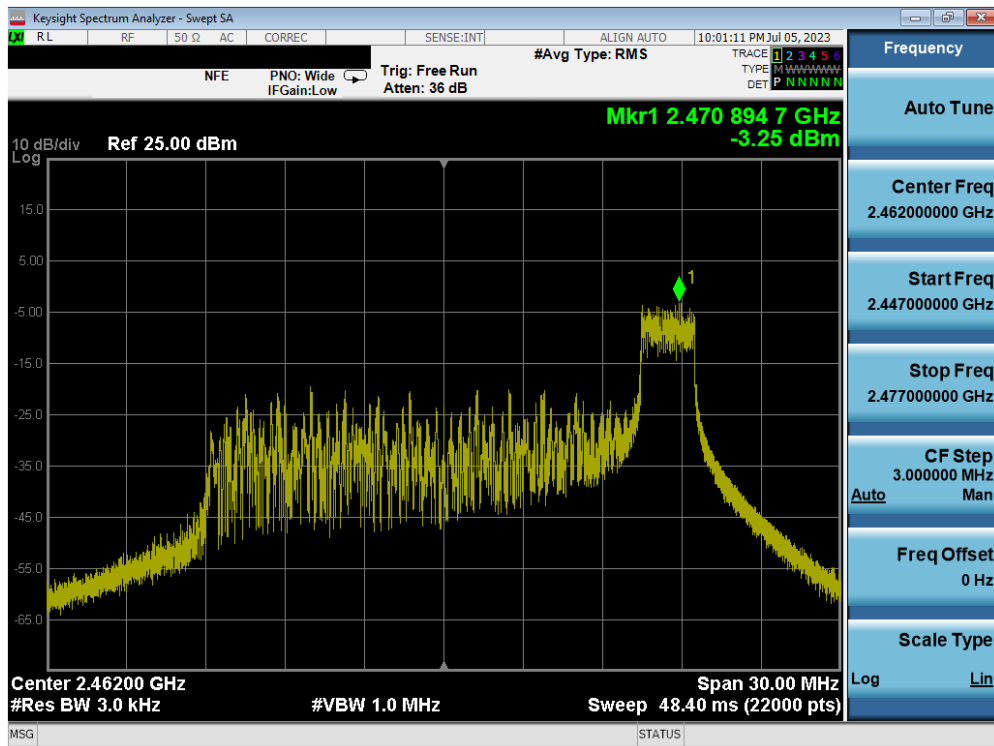 Keysight Spectrum Analyzer - Swept SA
LXI RL RF 50 Ω AC CORREC SENSE:INT ALIGN AUTO 10:01:11 PM Jul 05, 2023
#Avg Type: RMS TRACE 1 2 3 4 5 6
NFE PNO: Wide Trig: Free Run TYPE M W W W W W
IFGain:Low Atten: 36 dB DET P N N N N N
Mkr1 2.470 894 7 GHz
-3.25 dBm
10 dB/div Ref 25.00 dBm
Log
15.0
5.00
-5.00
-15.0
-25.0
-35.0
-45.0
-55.0
-65.0
1
Center 2.46200 GHz Span 30.00 MHz
#Res BW 3.0 kHz #VBW 1.0 MHz Sweep 48.40 ms (22000 pts)
MSG STATUS
Frequency
Auto Tune
Center Freq
2.462000000 GHz
Start Freq
2.447000000 GHz
Stop Freq
2.477000000 GHz
CF Step
3.000000 MHz
Auto Man
Freq Offset
0 Hz
Scale Type
Log Lin